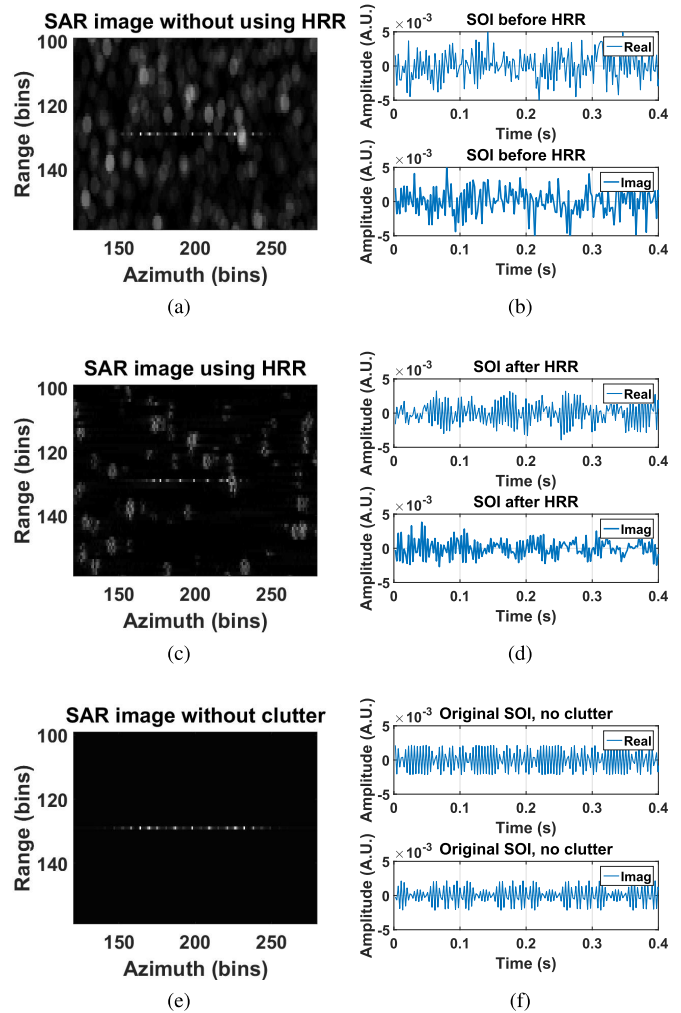 SAR image without using HRR
100
120
140
Range (bins)
150 200 250
Azimuth (bins)
(a)
SOI before HRR
×10⁻³
5
0
-5
Amplitude (A.U.)
Real
0 0.1 0.2 0.3 0.4
Time (s)
SOI before HRR
×10⁻³
5
0
-5
Amplitude (A.U.)
Imag
0 0.1 0.2 0.3 0.4
Time (s)
(b)
SAR image using HRR
100
120
140
Range (bins)
150 200 250
Azimuth (bins)
(c)
SOI after HRR
×10⁻³
5
0
-5
Amplitude (A.U.)
Real
0 0.1 0.2 0.3 0.4
Time (s)
SOI after HRR
×10⁻³
5
0
-5
Amplitude (A.U.)
Imag
0 0.1 0.2 0.3 0.4
Time (s)
(d)
SAR image without clutter
100
120
140
Range (bins)
150 200 250
Azimuth (bins)
(e)
Original SOI, no clutter
×10⁻³
5
0
-5
Amplitude (A.U.)
Real
0 0.1 0.2 0.3 0.4
Time (s)
Original SOI, no clutter
×10⁻³
5
0
-5
Amplitude (A.U.)
Imag
0 0.1 0.2 0.3 0.4
Time (s)
(f)